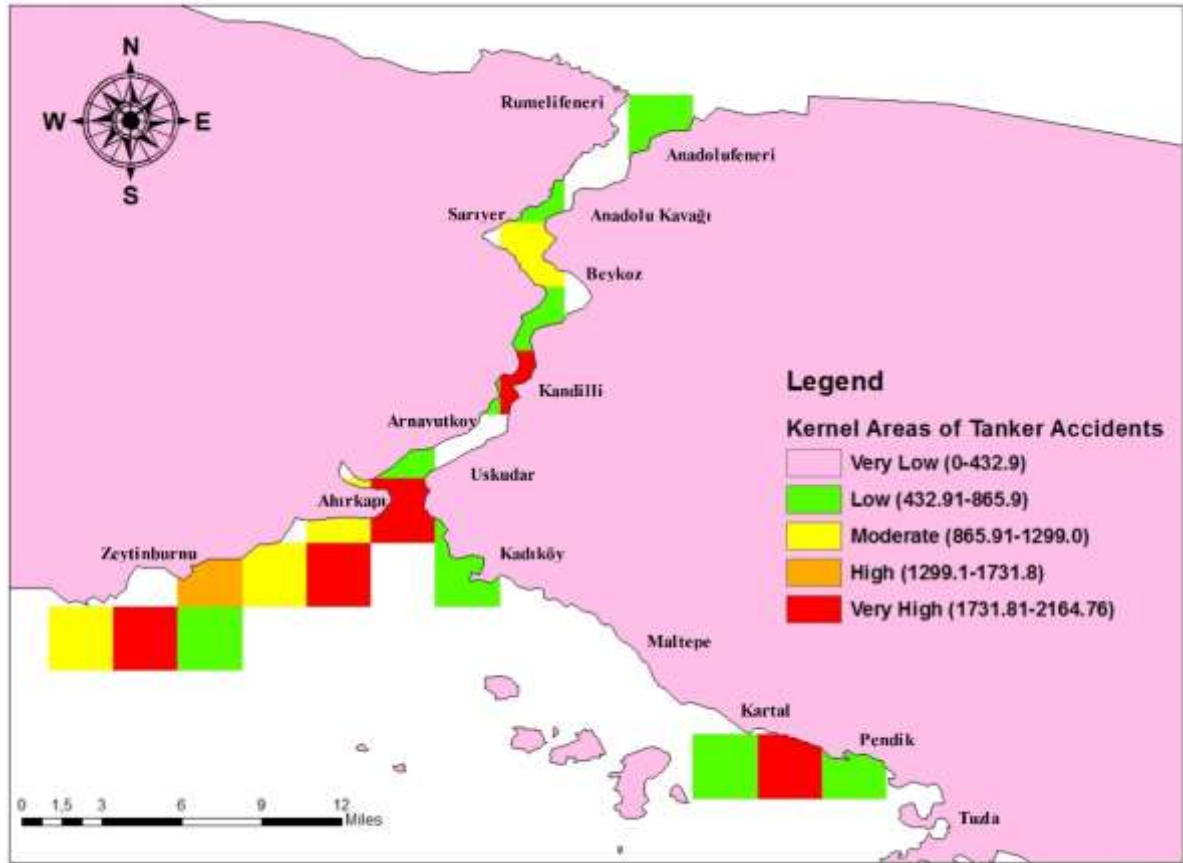 N
W E
S
Rumelifeneri
Anadolufeneri
Sarıyer
Anadolu Kavağı
Beykoz
Kandilli
Arnavutkoy
Uskudar
Ahırkapı
Zeytinburnu
Kadıköy
Maltepe
Kartal
Pendik
Tuzla
Legend
Kernel Areas of Tanker Accidents
Very Low (0-432.9)
Low (432.91-865.9)
Moderate (865.91-1299.0)
High (1299.1-1731.8)
Very High (1731.81-2164.76)
0 1,5 3 6 9 12
Miles